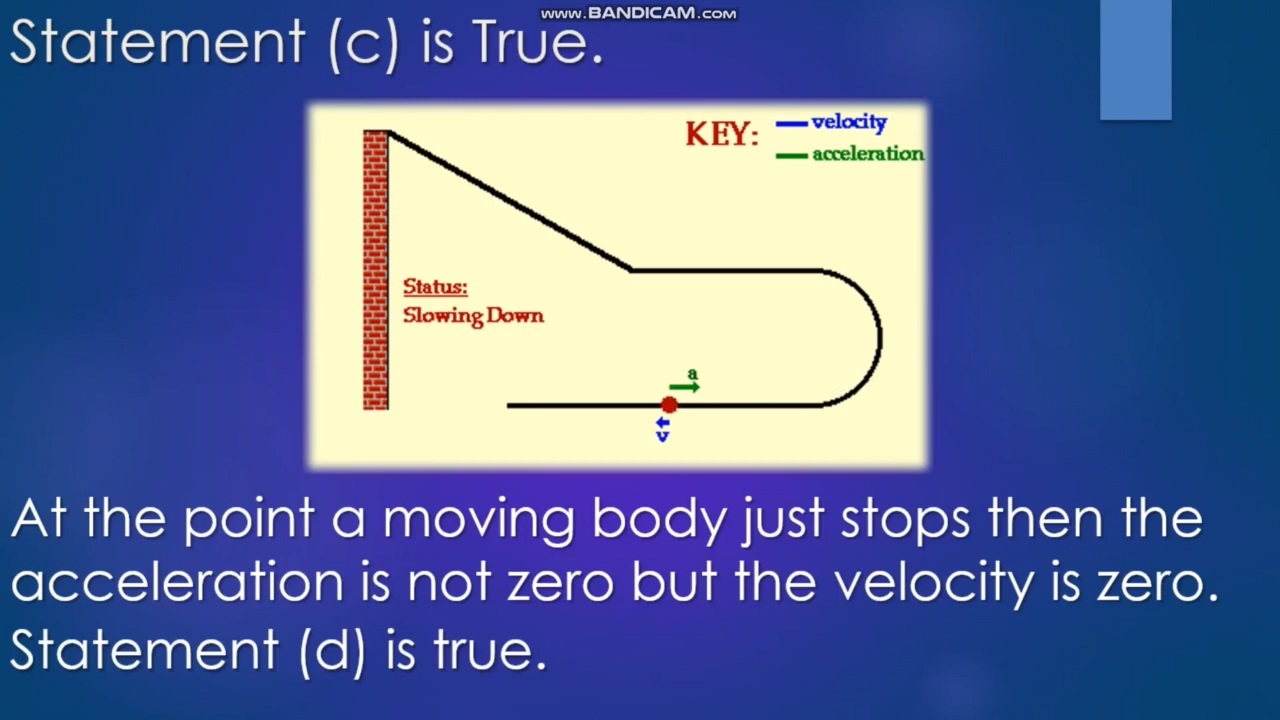 www.BANDICAM.com
Statement (c) is True.
KEY:
velocity
acceleration
Status:
Slowing Down
a
v
At the point a moving body just stops then the
acceleration is not zero but the velocity is zero.
Statement (d) is true.